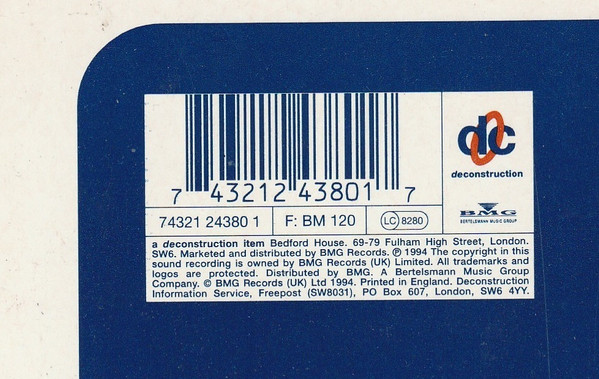 7 43212 43801 7
dc
deconstruction
BMG
BERTELSMANN MUSIC GROUP
74321 24380 1 F: BM 120 LC 8280
a deconstruction item Bedford House. 69-79 Fulham High Street, London.
SW6. Marketed and distributed by BMG Records. ℗ 1994 The copyright in this
sound recording is owned by BMG Records (UK) Limited. All trademarks and
logos are protected. Distributed by BMG. A Bertelsmann Music Group
Company. © BMG Records (UK) Ltd 1994. Printed in England. Deconstruction
Information Service, Freepost (SW8031), PO Box 607, London, SW6 4YY.